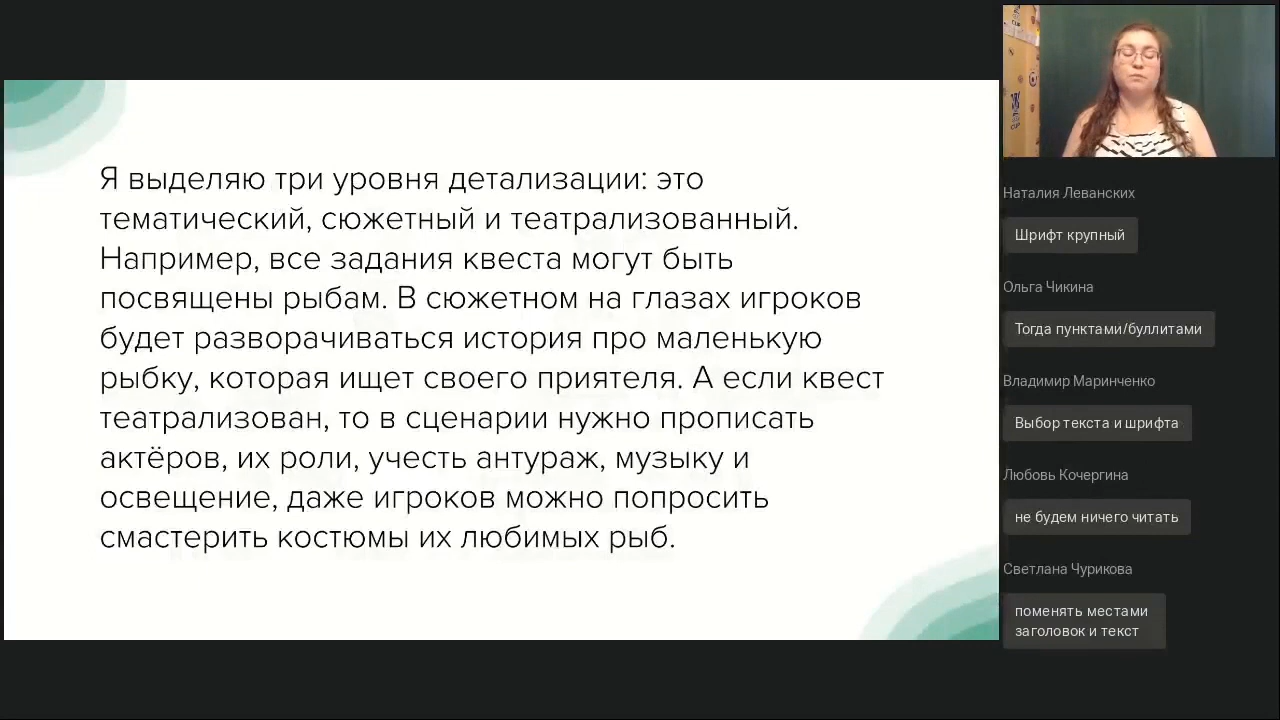 Я выделяю три уровня детализации: это
тематический, сюжетный и театрализованный.
Например, все задания квеста могут быть
посвящены рыбам. В сюжетном на глазах игроков
будет разворачиваться история про маленькую
рыбку, которая ищет своего приятеля. А если квест
театрализован, то в сценарии нужно прописать
актёров, их роли, учесть антураж, музыку и
освещение, даже игроков можно попросить
смастерить костюмы их любимых рыб.
Наталия Леванских
Шрифт крупный
Ольга Чикина
Тогда пунктами/буллитами
Владимир Маринченко
Выбор текста и шрифта
Любовь Кочергина
не будем ничего читать
Светлана Чурикова
поменять местами
заголовок и текст